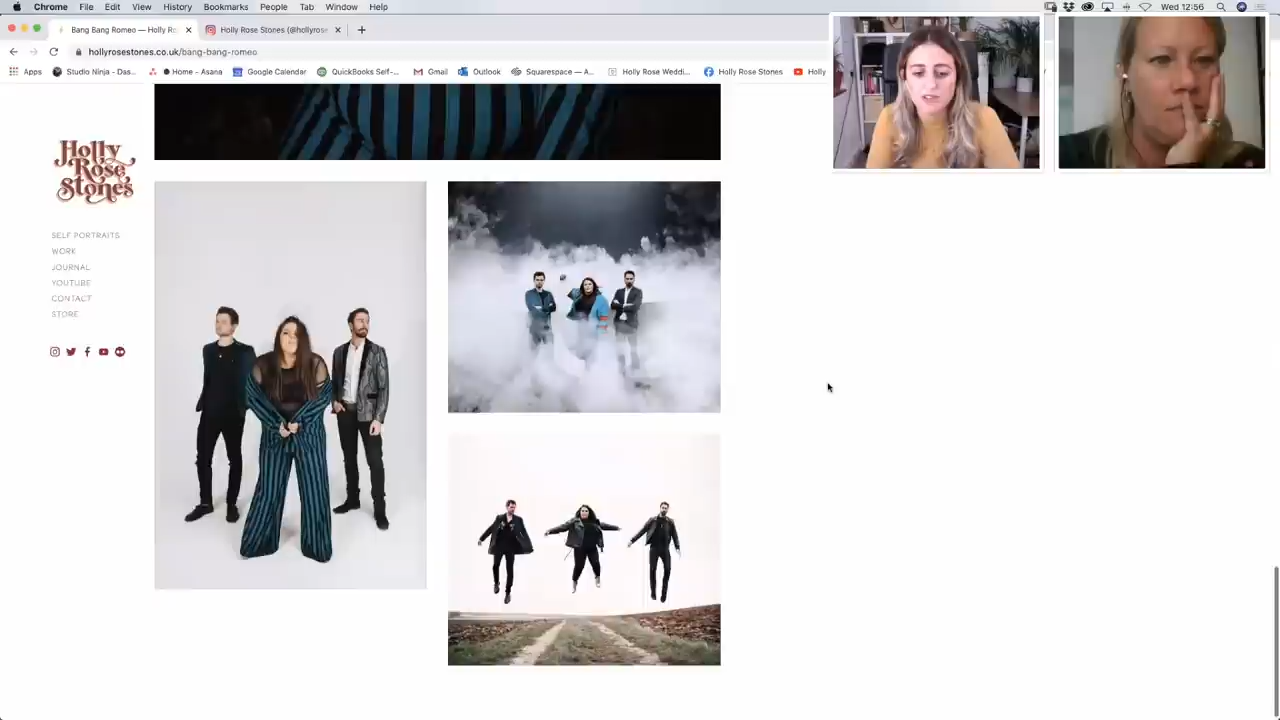 Chrome File Edit View History Bookmarks People Tab Window Help
Wed 12:56
Bang Bang Romeo — Holly Ro
Holly Rose Stones (@hollyrose
hollyrosestones.co.uk/bang-bang-romeo
Apps Studio Ninja - Das... Home - Asana Google Calendar QuickBooks Self-... Gmail Outlook Squarespace — A... Holly Rose Weddi... Holly Rose Stones Holly
Holly
Rose
Stones
SELF PORTRAITS
WORK
JOURNAL
YOUTUBE
CONTACT
STORE